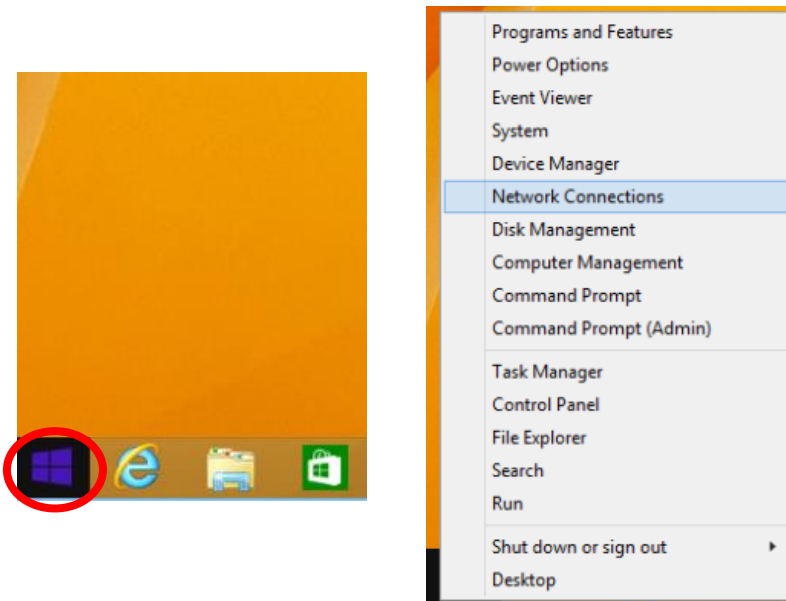 Programs and Features
Power Options
Event Viewer
System
Device Manager
Network Connections
Disk Management
Computer Management
Command Prompt
Command Prompt (Admin)
Task Manager
Control Panel
File Explorer
Search
Run
Shut down or sign out
Desktop